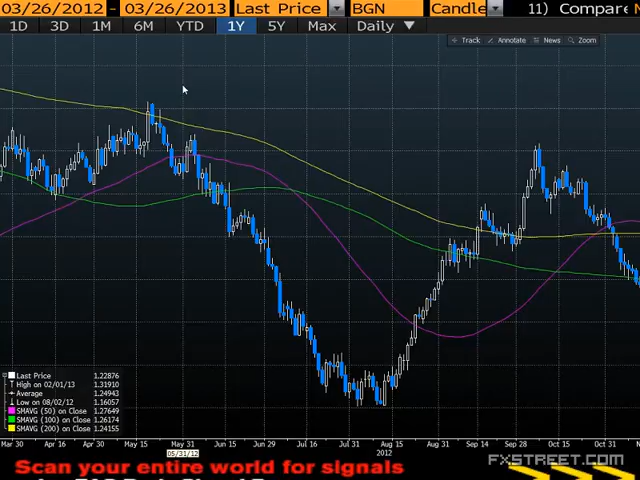 03/26/2012 - 03/26/2013 Last Price BGN Candle 11) Compare
1D 3D 1M 6M YTD 1Y 5Y Max Daily
Track Annotate News Zoom
Last Price 1.22876
High on 02/01/13 1.31910
Average 1.24943
Low on 08/02/12 1.16057
SMAVG (50) on Close 1.27649
SMAVG (100) on Close 1.26174
SMAVG (200) on Close 1.24155
Mar 30 Apr 16 Apr 30 May 15 May 31 Jun 15 Jun 29 Jul 16 Jul 31 Aug 15 Aug 31 Sep 14 Sep 28 Oct 15 Oct 31
05/31/12 2012
Scan your entire world for signals
FXSTREET.COM